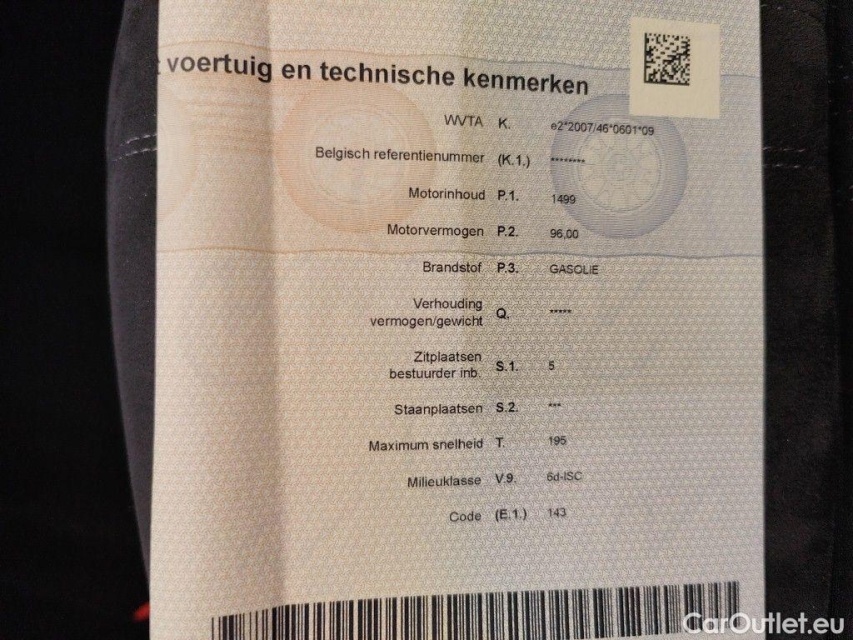 voertuig en technische kenmerken
WVTA K. e2*2007/46*0601*09
Belgisch referentienummer (K.1.) ********
Motorinhoud P.1. 1499
Motorvermogen P.2. 96,00
Brandstof P.3. GASOLIE
Verhouding
vermogen/gewicht Q. *****
Zitplaatsen
bestuurder inb. S.1. 5
Staanplaatsen S.2. ***
Maximum snelheid T. 195
Milieuklasse V.9. 6d-ISC
Code (E.1.) 143
CarOutlet.eu